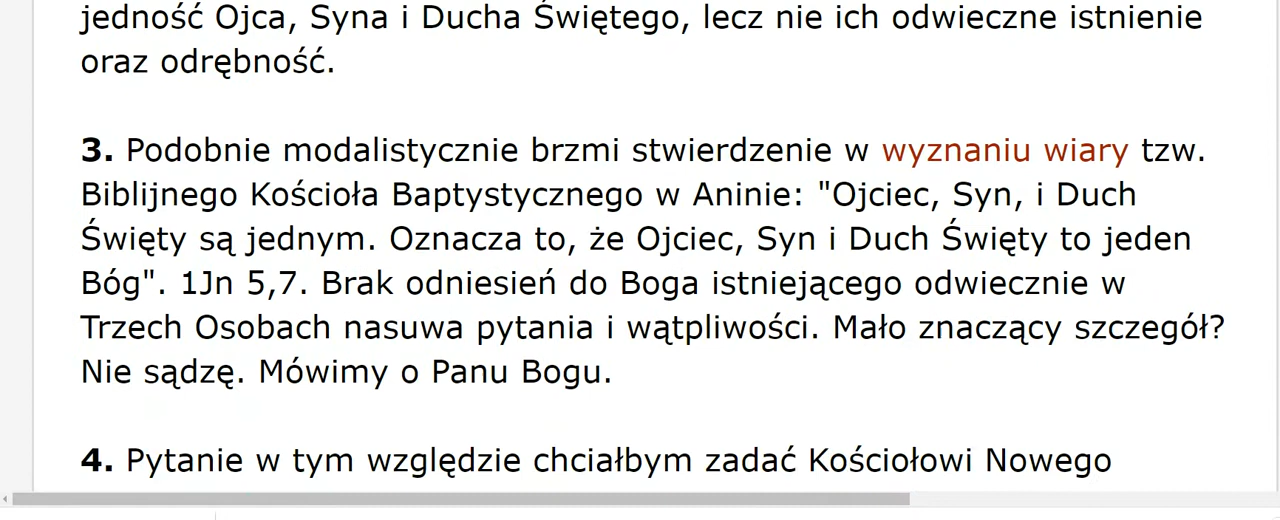 jedność Ojca, Syna i Ducha Świętego, lecz nie ich odwieczne istnienie
oraz odrębność.
3. Podobnie modalistycznie brzmi stwierdzenie w wyznaniu wiary tzw.
Biblijnego Kościoła Baptystycznego w Aninie: "Ojciec, Syn, i Duch
Święty są jednym. Oznacza to, że Ojciec, Syn i Duch Święty to jeden
Bóg". 1Jn 5,7. Brak odniesień do Boga istniejącego odwiecznie w
Trzech Osobach nasuwa pytania i wątpliwości. Mało znaczący szczegół?
Nie sądzę. Mówimy o Panu Bogu.
4. Pytanie w tym względzie chciałbym zadać Kościołowi Nowego